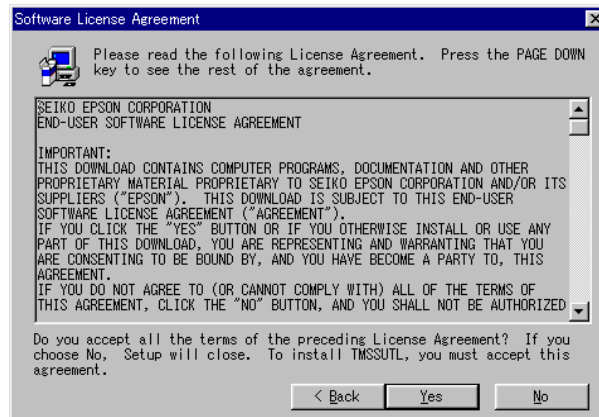 Software License Agreement
Please read the following License Agreement. Press the PAGE DOWN
key to see the rest of the agreement.
SEIKO EPSON CORPORATION
END-USER SOFTWARE LICENSE AGREEMENT
IMPORTANT:
THIS DOWNLOAD CONTAINS COMPUTER PROGRAMS, DOCUMENTATION AND OTHER
PROPRIETARY MATERIAL PROPRIETARY TO SEIKO EPSON CORPORATION AND/OR ITS
SUPPLIERS ("EPSON"). THIS DOWNLOAD IS SUBJECT TO THIS END-USER
SOFTWARE LICENSE AGREEMENT ("AGREEMENT").
IF YOU CLICK THE "YES" BUTTON OR IF YOU OTHERWISE INSTALL OR USE ANY
PART OF THIS DOWNLOAD, YOU ARE REPRESENTING AND WARRANTING THAT YOU
ARE CONSENTING TO BE BOUND BY, AND YOU HAVE BECOME A PARTY TO, THIS
AGREEMENT.
IF YOU DO NOT AGREE TO (OR CANNOT COMPLY WITH) ALL OF THE TERMS OF
THIS AGREEMENT, CLICK THE "NO" BUTTON, AND YOU SHALL NOT BE AUTHORIZED
Do you accept all the terms of the preceding License Agreement? If you
choose No, Setup will close. To install TMSSUTL, you must accept this
agreement.
< Back Yes No